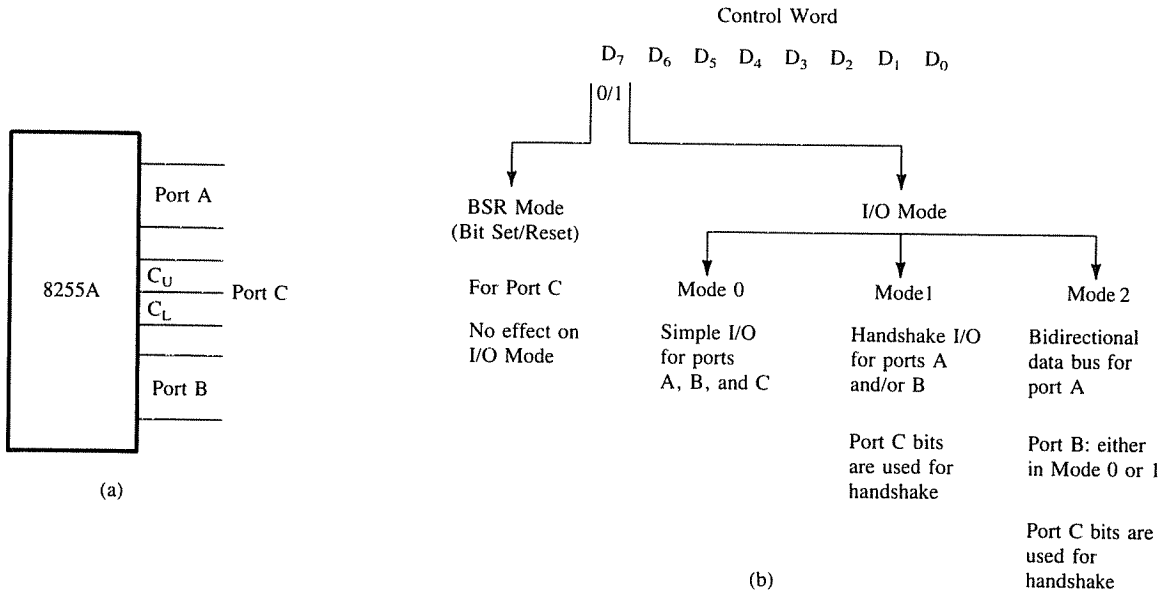 Control Word
D7 D6 D5 D4 D3 D2 D1 D0
0/1
8255A
Port A
CU
CL
Port C
Port B
(a)
BSR Mode
(Bit Set/Reset)
For Port C
No effect on
I/O Mode
I/O Mode
Mode 0
Simple I/O
for ports
A, B, and C
Mode1
Handshake I/O
for ports A
and/or B
Port C bits
are used for
handshake
Mode 2
Bidirectional
data bus for
port A
Port B: either
in Mode 0 or 1
Port C bits are
used for
handshake
(b)